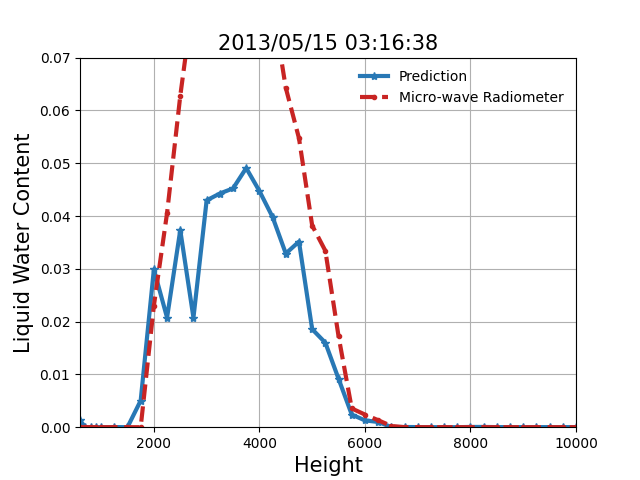 2013/05/15 03:16:38
Prediction
Micro-wave Radiometer
Liquid Water Content
0.07
0.06
0.05
0.04
0.03
0.02
0.01
0.00
2000 4000 6000 8000 10000
Height